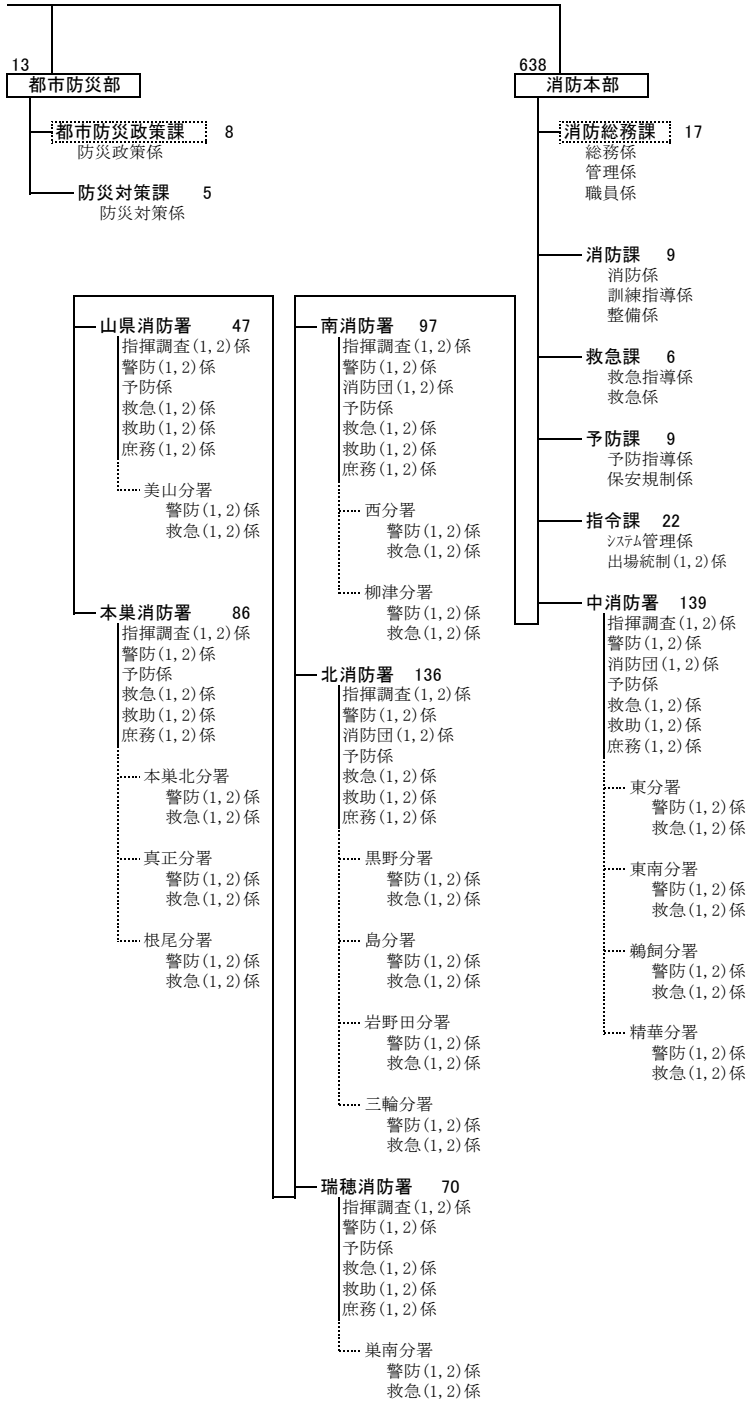 13
都市防災部
都市防災政策課 8
防災政策係
防災対策課 5
防災対策係
638
消防本部
消防総務課 17
総務係
管理係
職員係
消防課 9
消防係
訓練指導係
整備係
救急課 6
救急指導係
救急係
予防課 9
予防指導係
保安規制係
指令課 22
システム管理係
出場統制(1,2)係
中消防署 139
指揮調査(1,2)係
警防(1,2)係
消防団(1,2)係
予防係
救急(1,2)係
救助(1,2)係
庶務(1,2)係
東分署
警防(1,2)係
救急(1,2)係
東南分署
警防(1,2)係
救急(1,2)係
鵜飼分署
警防(1,2)係
救急(1,2)係
精華分署
警防(1,2)係
救急(1,2)係
南消防署 97
指揮調査(1,2)係
警防(1,2)係
消防団(1,2)係
予防係
救急(1,2)係
救助(1,2)係
庶務(1,2)係
西分署
警防(1,2)係
救急(1,2)係
柳津分署
警防(1,2)係
救急(1,2)係
北消防署 136
指揮調査(1,2)係
警防(1,2)係
消防団(1,2)係
予防係
救急(1,2)係
救助(1,2)係
庶務(1,2)係
黒野分署
警防(1,2)係
救急(1,2)係
島分署
警防(1,2)係
救急(1,2)係
岩野田分署
警防(1,2)係
救急(1,2)係
三輪分署
警防(1,2)係
救急(1,2)係
瑞穂消防署 70
指揮調査(1,2)係
警防(1,2)係
予防係
救急(1,2)係
救助(1,2)係
庶務(1,2)係
巣南分署
警防(1,2)係
救急(1,2)係
山県消防署 47
指揮調査(1,2)係
警防(1,2)係
予防係
救急(1,2)係
救助(1,2)係
庶務(1,2)係
美山分署
警防(1,2)係
救急(1,2)係
本巣消防署 86
指揮調査(1,2)係
警防(1,2)係
予防係
救急(1,2)係
救助(1,2)係
庶務(1,2)係
本巣北分署
警防(1,2)係
救急(1,2)係
真正分署
警防(1,2)係
救急(1,2)係
根尾分署
警防(1,2)係
救急(1,2)係